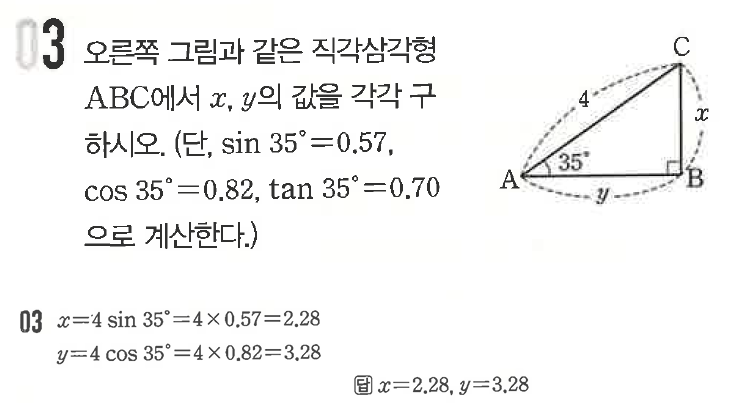 03 오른쪽 그림과 같은 직각삼각형
ABC에서 x, y의 값을 각각 구
하시오. (단, sin 35°=0.57,
cos 35°=0.82, tan 35°=0.70
으로 계산한다.)
C
4
x
35°
A
B
y
03 x=4 sin 35°=4×0.57=2.28
y=4 cos 35°=4×0.82=3.28
답 x=2.28, y=3.28